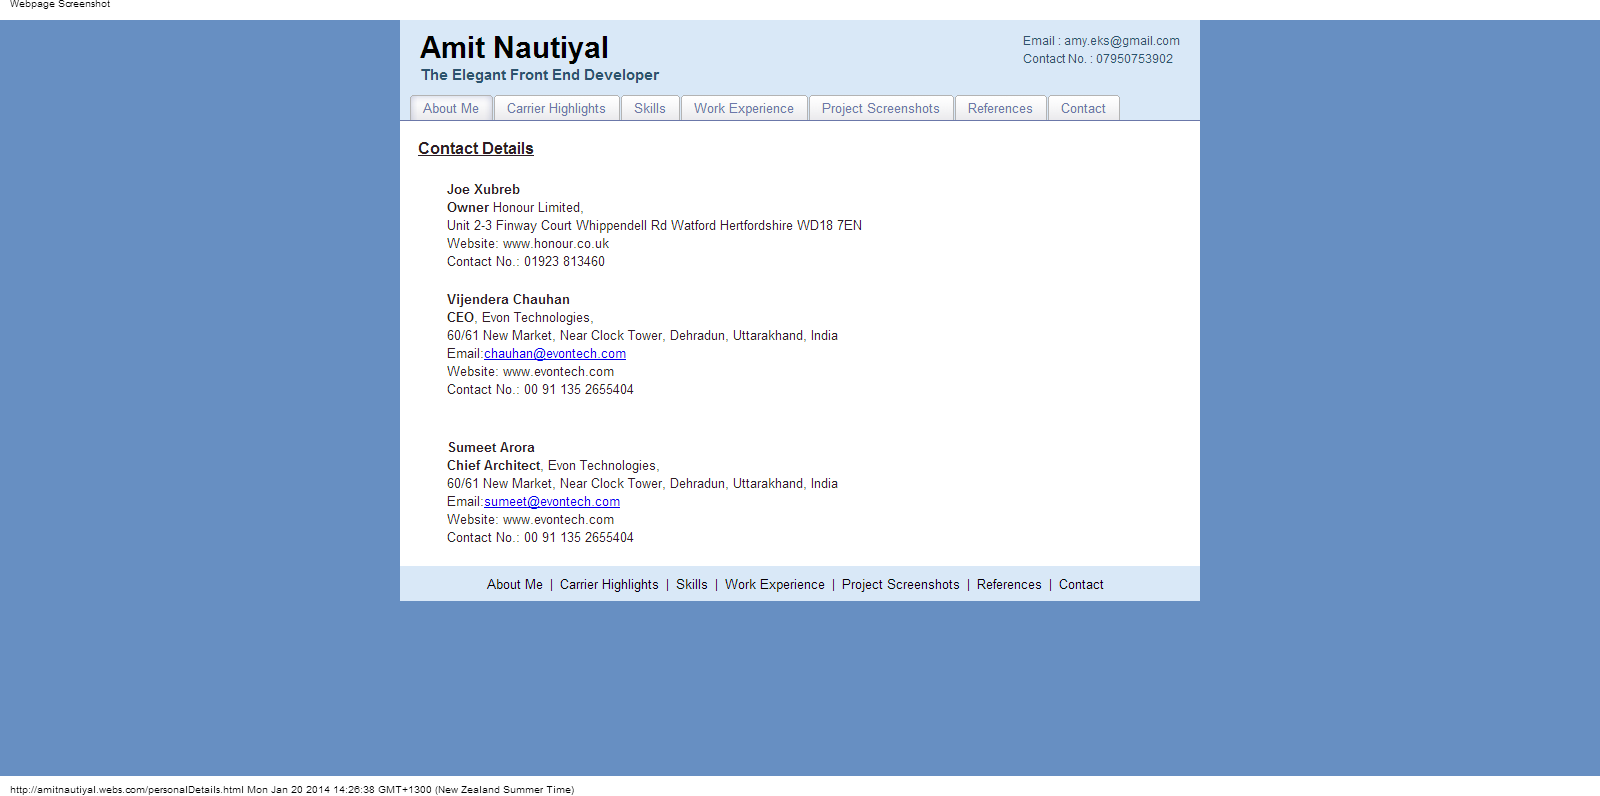 Webpage Screenshot
Amit Nautiyal
The Elegant Front End Developer
Email : amy.eks@gmail.com
Contact No. : 07950753902
About Me Carrier Highlights Skills Work Experience Project Screenshots References Contact
Contact Details
Joe Xubreb
Owner Honour Limited,
Unit 2-3 Finway Court Whippendell Rd Watford Hertfordshire WD18 7EN
Website: www.honour.co.uk
Contact No.: 01923 813460
Vijendera Chauhan
CEO, Evon Technologies,
60/61 New Market, Near Clock Tower, Dehradun, Uttarakhand, India
Email:chauhan@evontech.com
Website: www.evontech.com
Contact No.: 00 91 135 2655404
Sumeet Arora
Chief Architect, Evon Technologies,
60/61 New Market, Near Clock Tower, Dehradun, Uttarakhand, India
Email:sumeet@evontech.com
Website: www.evontech.com
Contact No.: 00 91 135 2655404
About Me | Carrier Highlights | Skills | Work Experience | Project Screenshots | References | Contact
http://amitnautiyal.webs.com/personalDetails.html Mon Jan 20 2014 14:26:38 GMT+1300 (New Zealand Summer Time)